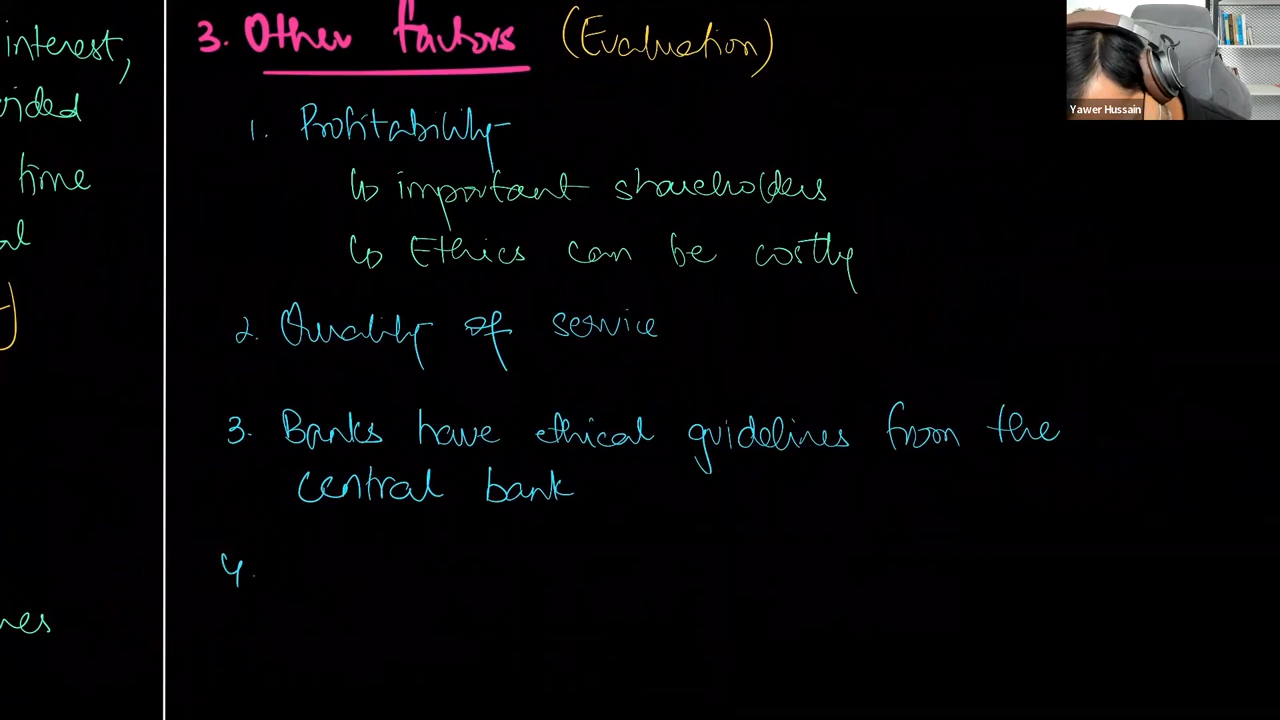 interest,
vided
time
al
nes
3. Other factors (Evaluation)
1. Profitability
↳ important shareholders
↳ Ethics can be costly
2. Quality of service
3. Banks have ethical guidelines from the
central bank
4.
Yawer Hussain